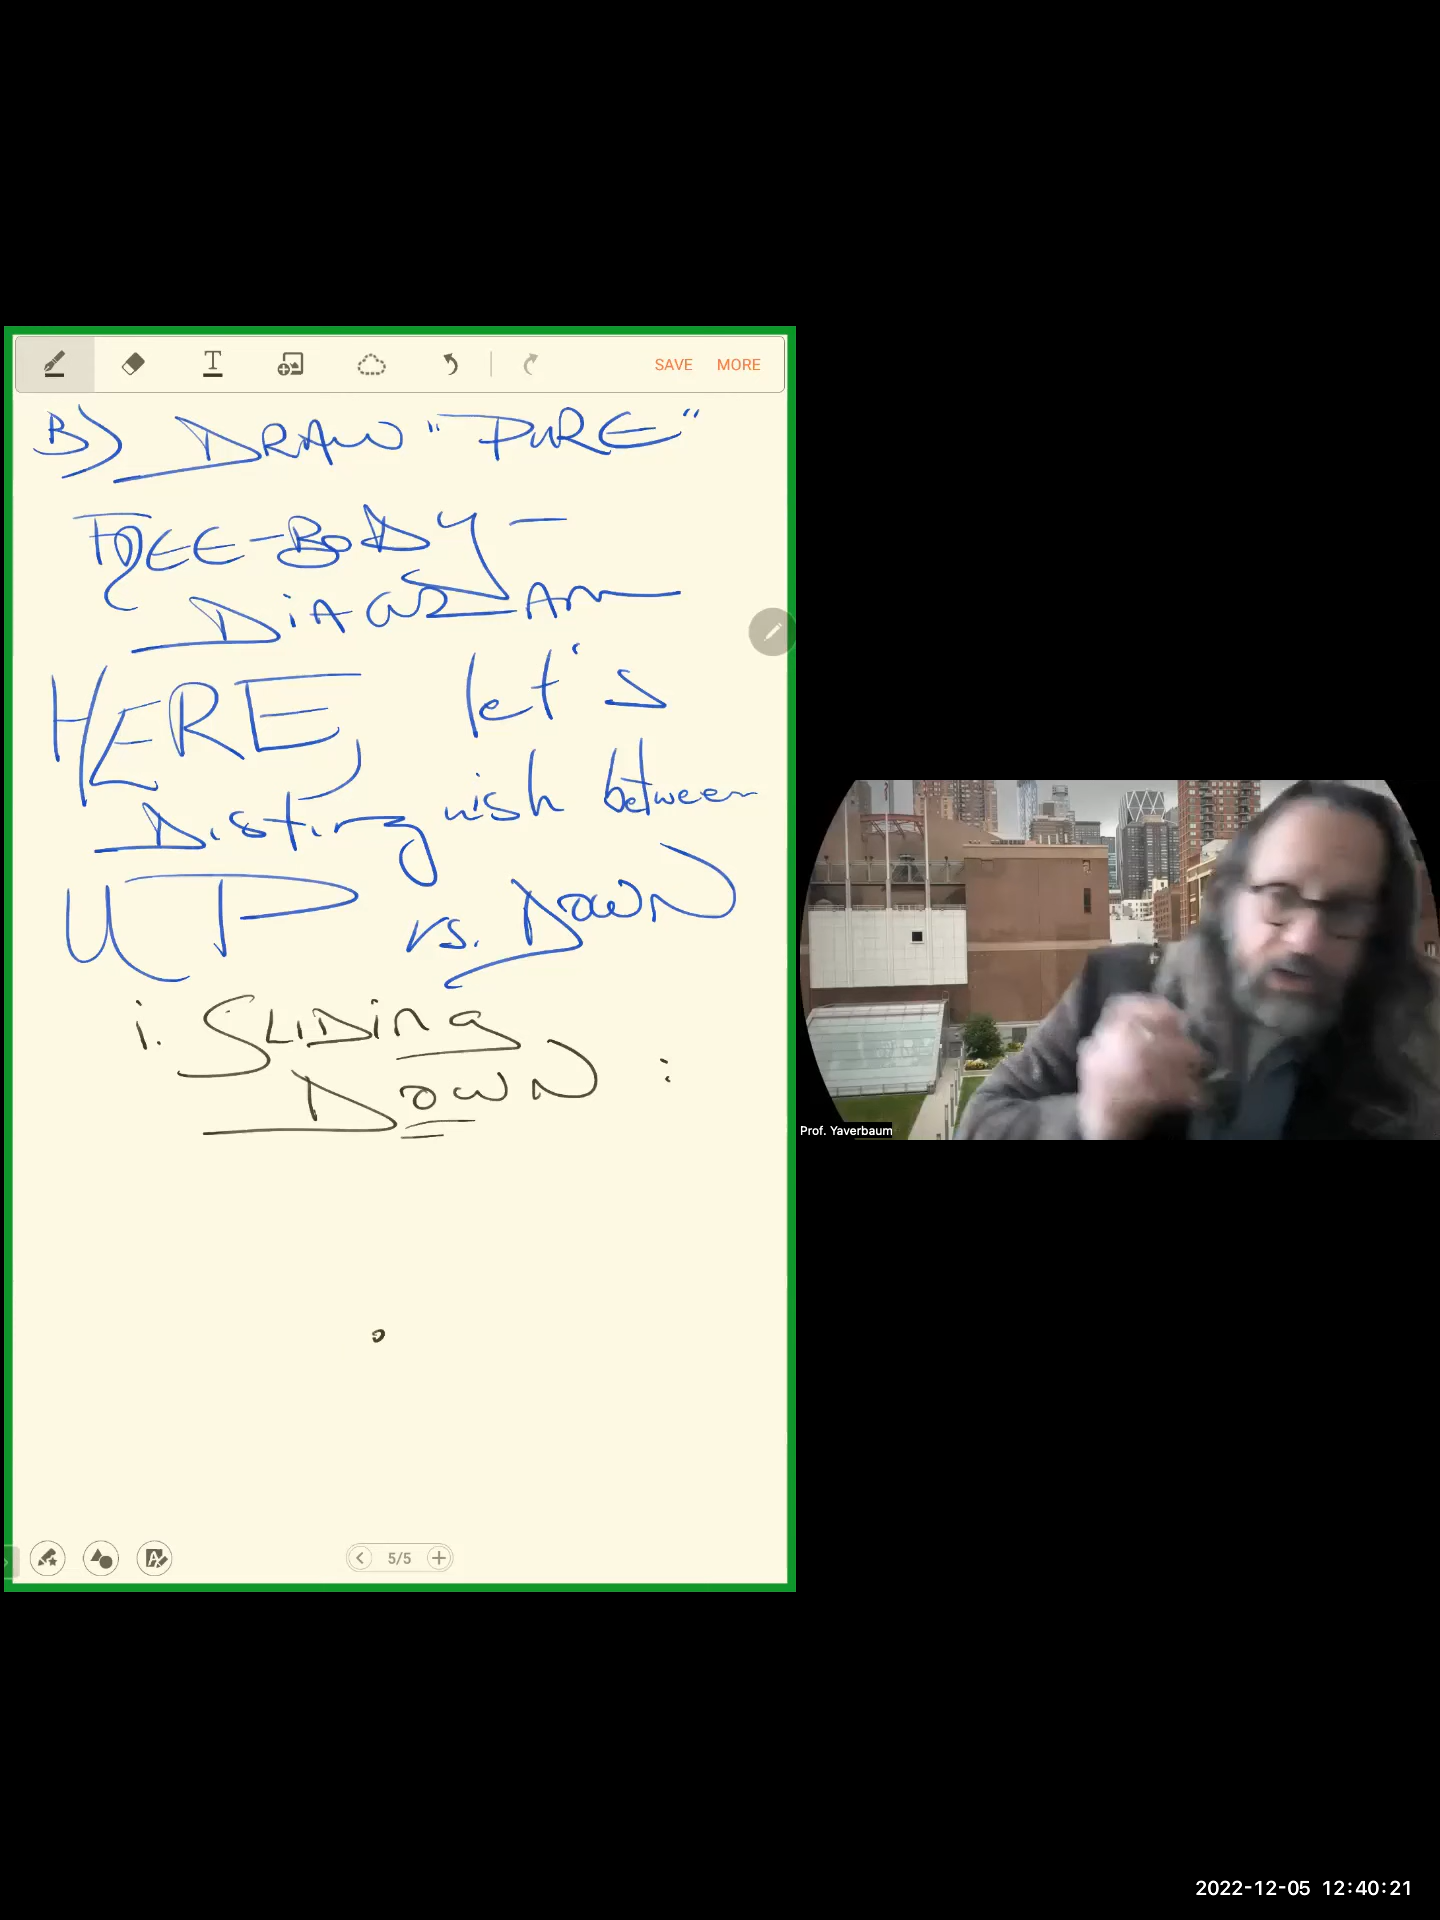 SAVE MORE
B) DRAW "PURE"
FREE-BODY-
DIAGRAM
HERE, let's
Distinguish between
UP vs. DOWN
i. SLIDING
DOWN :
5/5
Prof. Yaverbaum
2022-12-05 12:40:21